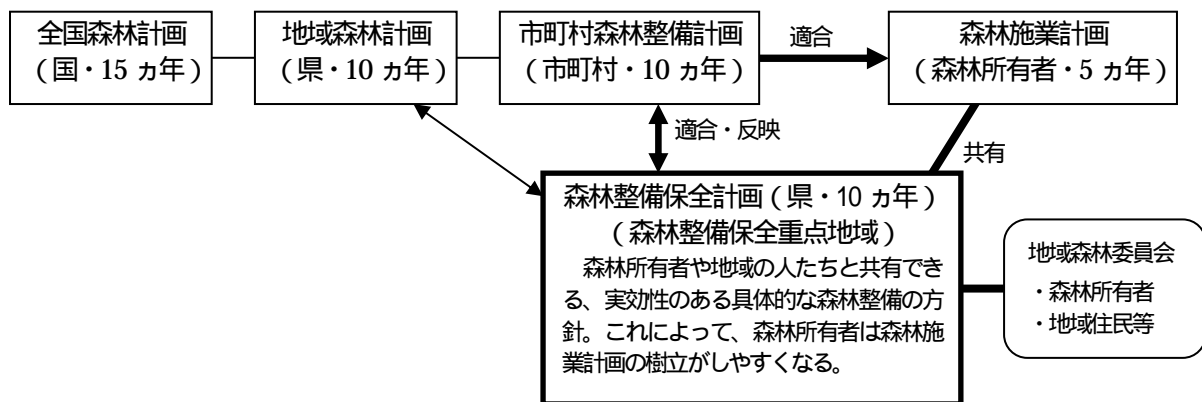 全国森林計画
（国・15 ヵ年）
地域森林計画
（県・10 ヵ年）
市町村森林整備計画
（市町村・10 ヵ年）
適合
森林施業計画
（森林所有者・5 ヵ年）
適合・反映
共有
森林整備保全計画（県・10 ヵ年）
（森林整備保全重点地域）
森林所有者や地域の人たちと共有でき
る、実効性のある具体的な森林整備の方
針。これによって、森林所有者は森林施
業計画の樹立がしやすくなる。
地域森林委員会
・森林所有者
・地域住民等